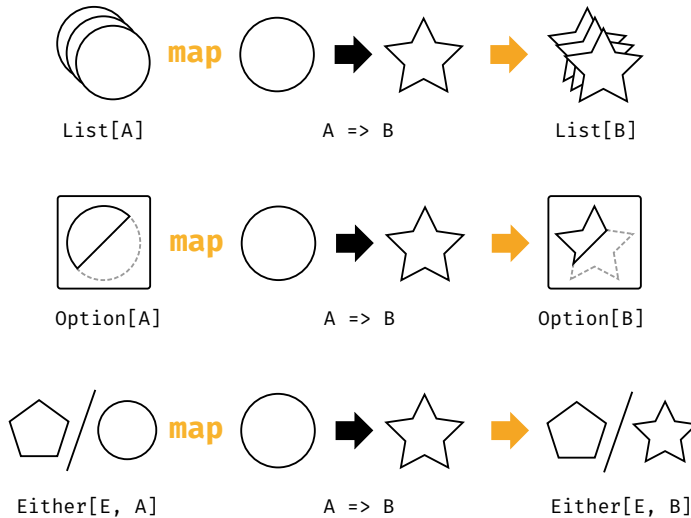 map
List[A] A => B List[B]
map
Option[A] A => B Option[B]
map
Either[E, A] A => B Either[E, B]